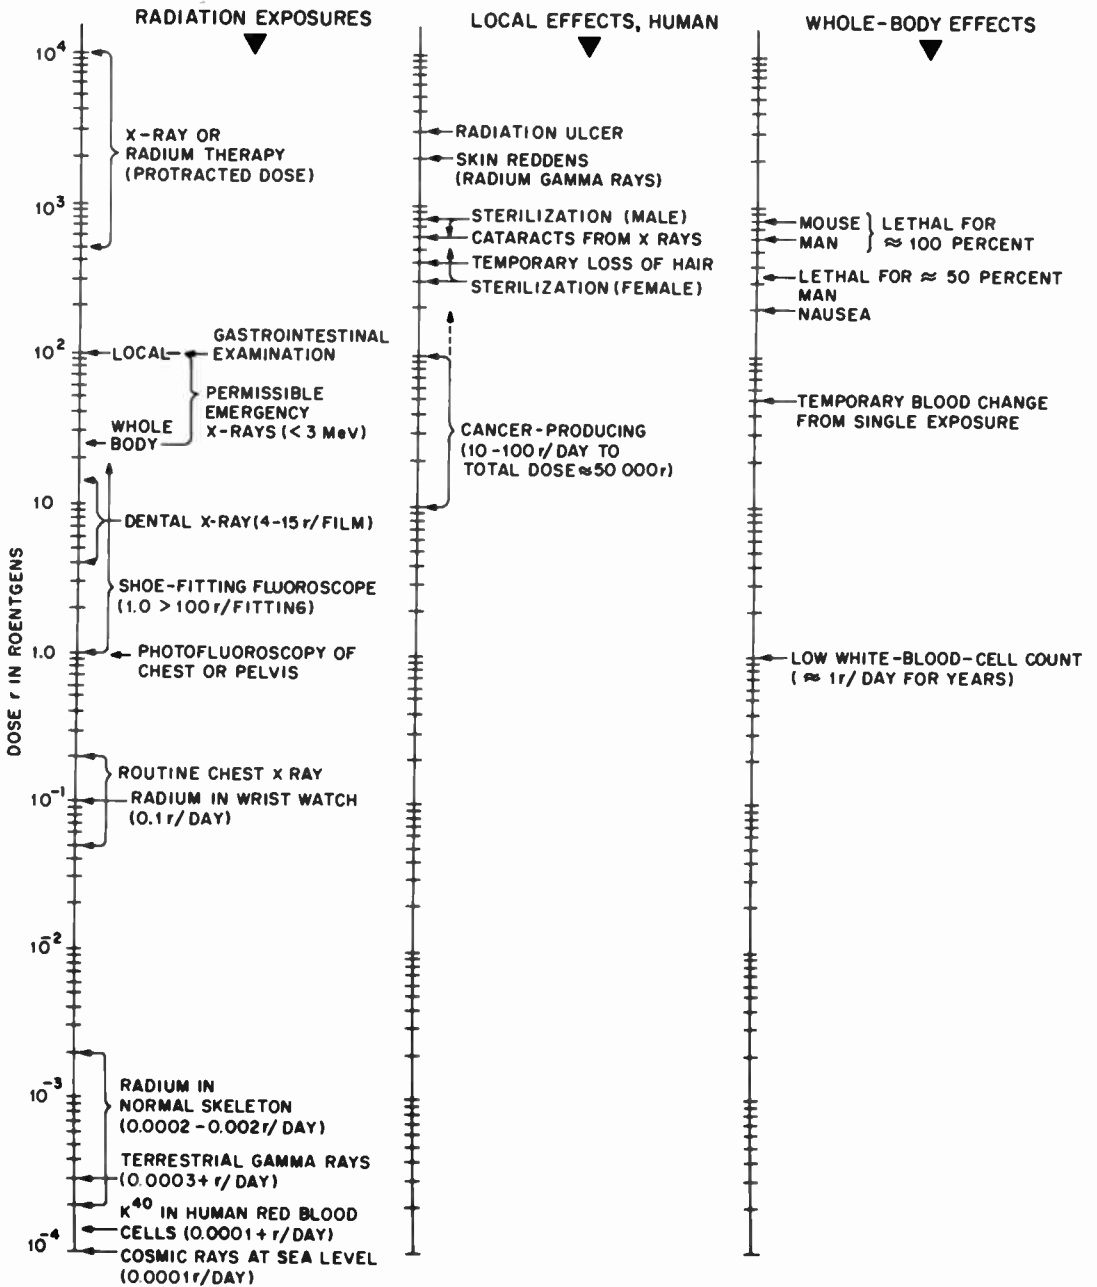 RADIATION EXPOSURES
X-RAY OR
RADIUM THERAPY
(PROTRACTED DOSE)
GASTROINTESTINAL
LOCAL
EXAMINATION
PERMISSIBLE
EMERGENCY
X-RAYS (< 3 MeV)
WHOLE
BODY
DENTAL X-RAY (4-15 r/FILM)
SHOE-FITTING FLUOROSCOPE
(1.0 > 100 r/FITTING)
PHOTOFLUOROSCOPY OF
CHEST OR PELVIS
ROUTINE CHEST X RAY
RADIUM IN WRIST WATCH
(0.1 r/DAY)
RADIUM IN
NORMAL SKELETON
(0.0002-0.002 r/DAY)
TERRESTRIAL GAMMA RAYS
(0.0003+ r/DAY)
K⁴⁰ IN HUMAN RED BLOOD
CELLS (0.0001+ r/DAY)
COSMIC RAYS AT SEA LEVEL
(0.0001 r/DAY)
DOSE r IN ROENTGENS
10⁴
10³
10²
10
1.0
10⁻¹
10⁻²
10⁻³
10⁻⁴
LOCAL EFFECTS, HUMAN
RADIATION ULCER
SKIN REDDENS
(RADIUM GAMMA RAYS)
STERILIZATION (MALE)
CATARACTS FROM X RAYS
TEMPORARY LOSS OF HAIR
STERILIZATION (FEMALE)
CANCER-PRODUCING
(10-100 r/DAY TO
TOTAL DOSE ≈ 50 000 r)
WHOLE-BODY EFFECTS
MOUSE } LETHAL FOR
MAN } ≈ 100 PERCENT
LETHAL FOR ≈ 50 PERCENT
MAN
NAUSEA
TEMPORARY BLOOD CHANGE
FROM SINGLE EXPOSURE
LOW WHITE-BLOOD-CELL COUNT
(≈ 1 r/DAY FOR YEARS)